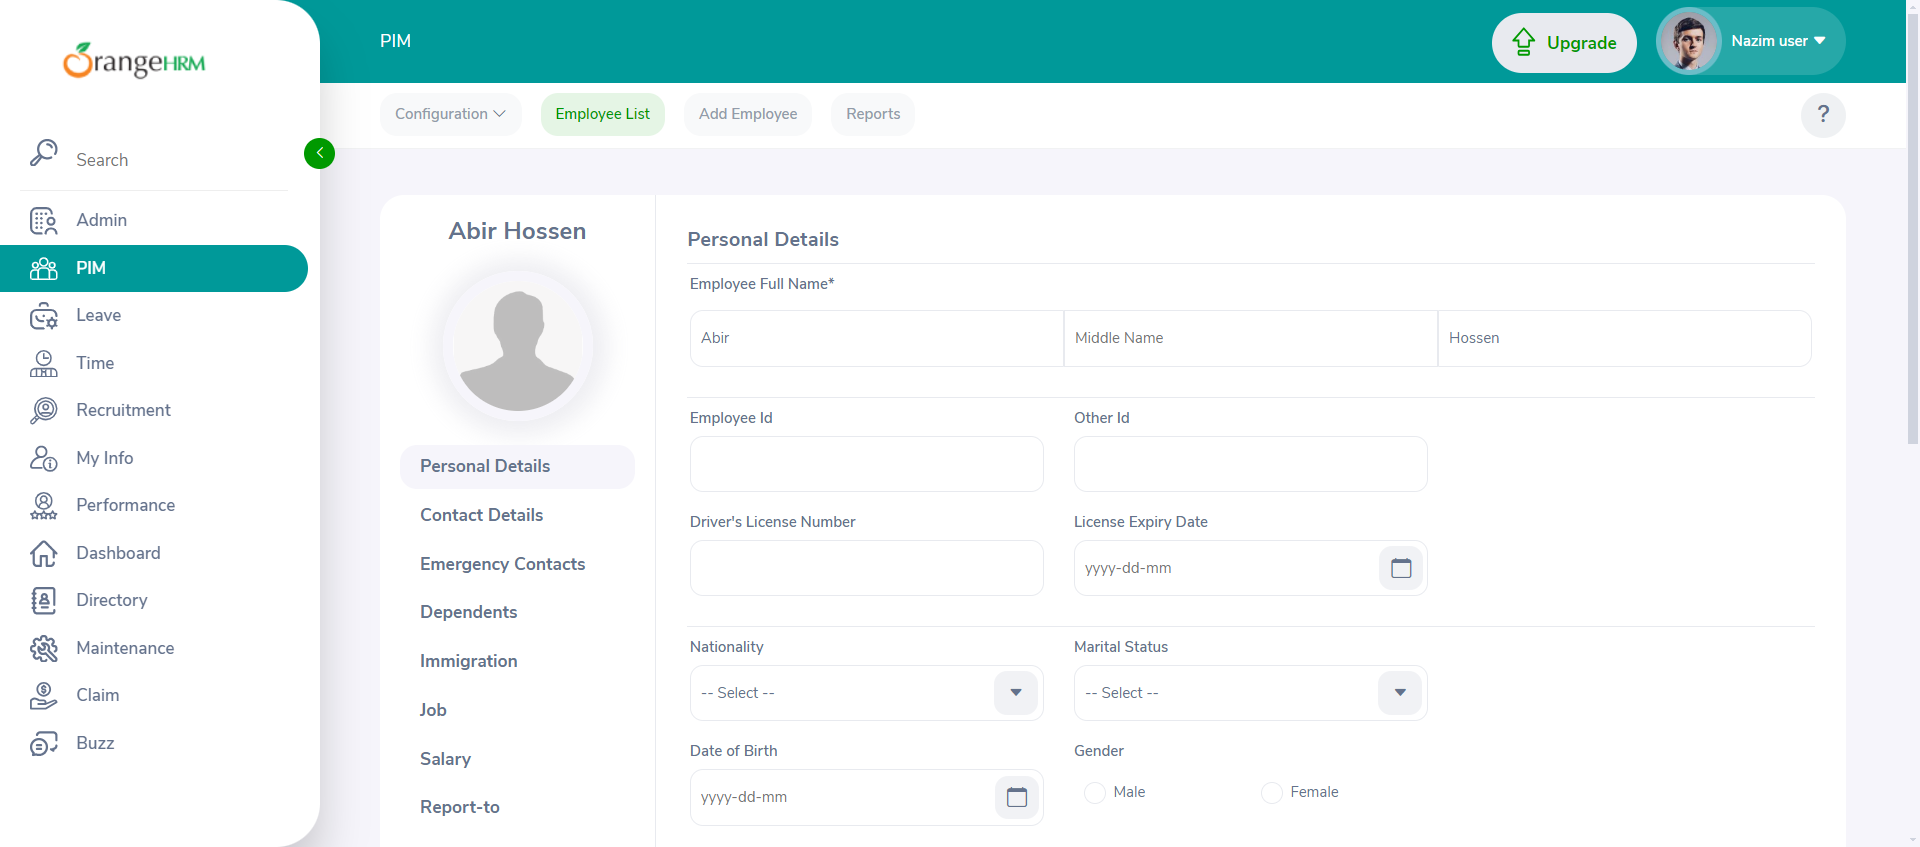 OrangeHRM
Search
Admin
PIM
Leave
Time
Recruitment
My Info
Performance
Dashboard
Directory
Maintenance
Claim
Buzz
PIM
Upgrade
Nazim user
Configuration
Employee List
Add Employee
Reports
?
Abir Hossen
Personal Details
Contact Details
Emergency Contacts
Dependents
Immigration
Job
Salary
Report-to
Personal Details
Employee Full Name*
Abir
Middle Name
Hossen
Employee Id
Other Id
Driver's License Number
License Expiry Date
yyyy-dd-mm
Nationality
Marital Status
-- Select --
-- Select --
Date of Birth
Gender
yyyy-dd-mm
Male
Female